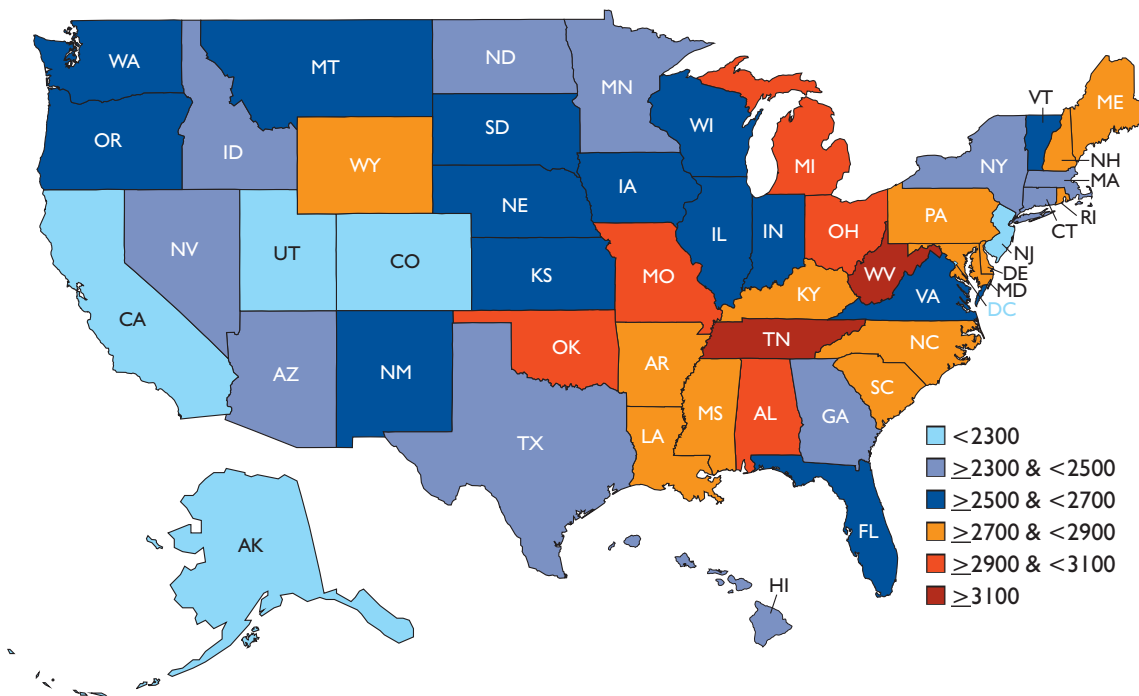 WA
MT
ND
MN
VT
ME
OR
ID
SD
WI
WY
MI
NY
NH
MA
IA
NE
PA
RI
CT
NV
UT
CO
IL
IN
OH
NJ
KS
MO
WV
DE
MD
CA
KY
VA
DC
TN
NC
OK
AZ
NM
AR
SC
MS
AL
GA
TX
LA
<2300
≥2300 & <2500
≥2500 & <2700
FL
≥2700 & <2900
AK
≥2900 & <3100
HI
≥3100